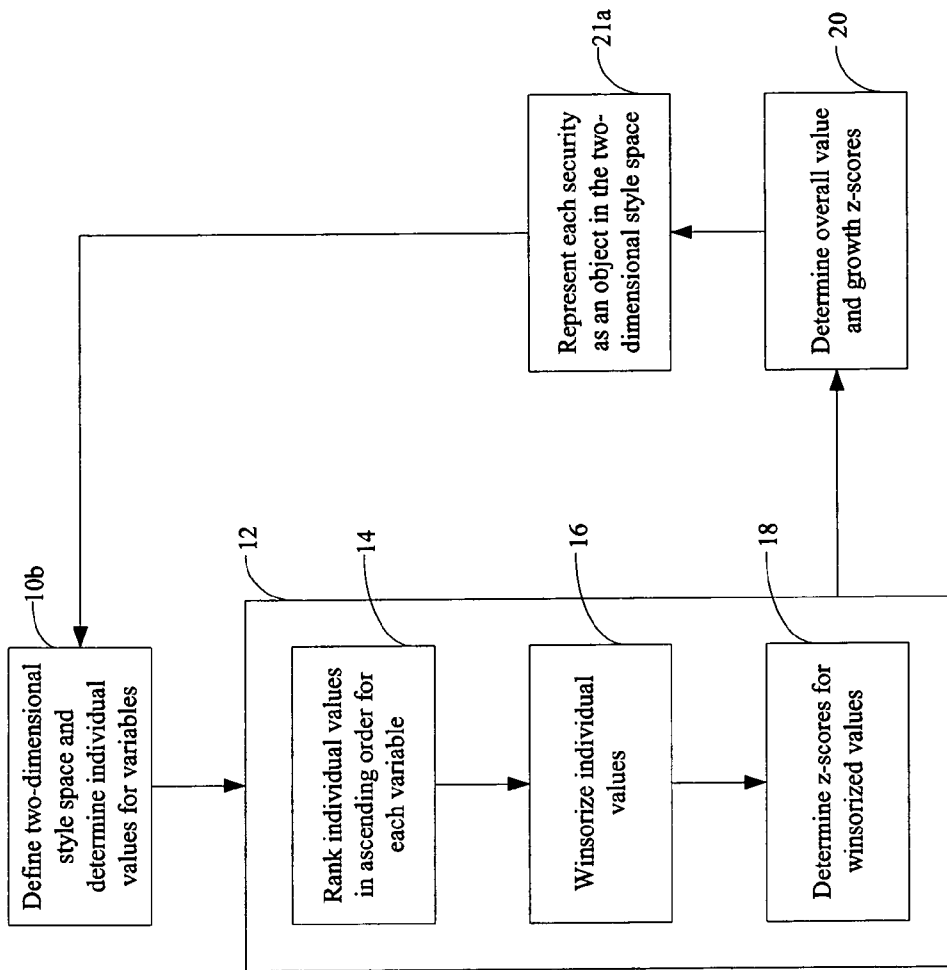 10b
Define two-dimensional
style space and
determine individual
values for variables
12
14
Rank individual values
in ascending order for
each variable
16
Winsorize individual
values
18
Determine z-scores for
winsorized values
20
Determine overall value
and growth z-scores
21a
Represent each security
as an object in the two-
dimensional style space